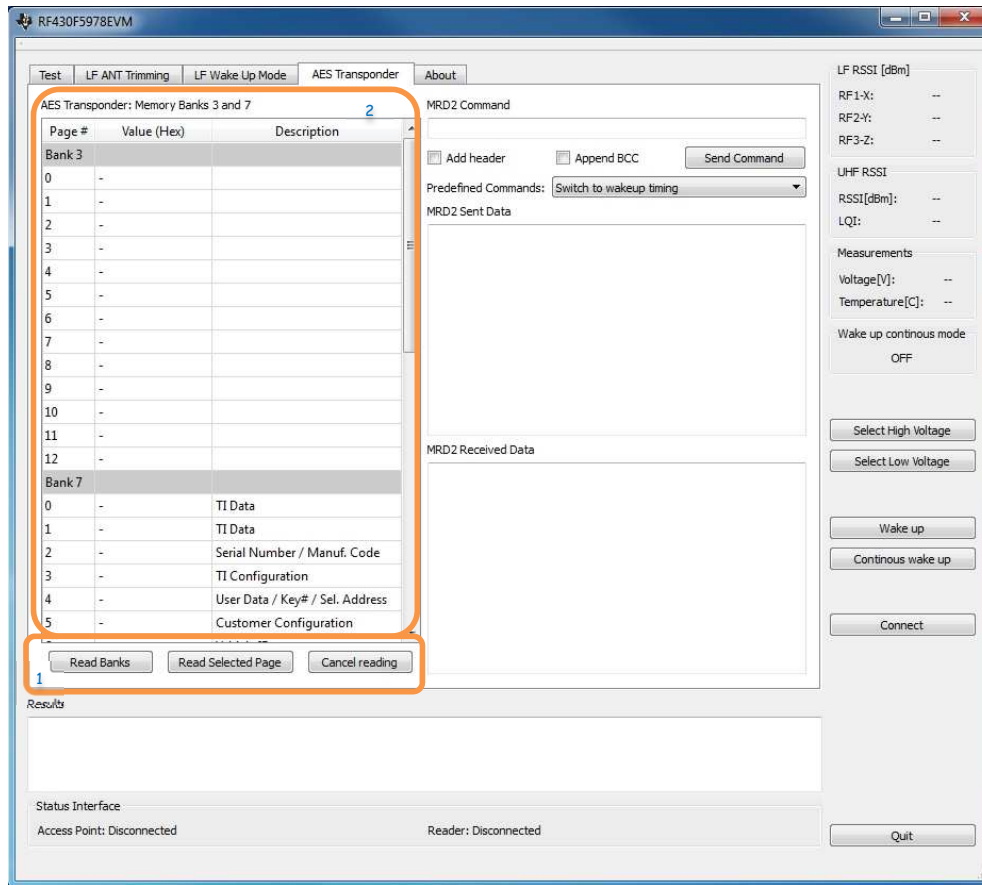 RF430F5978EVM
Test
LF ANT Trimming
LF Wake Up Mode
AES Transponder
About
AES Transponder: Memory Banks 3 and 7
2
Page # Value (Hex) Description
Bank 3
0 -
1 -
2 -
3 -
4 -
5 -
6 -
7 -
8 -
9 -
10 -
11 -
12 -
Bank 7
0 - TI Data
1 - TI Data
2 - Serial Number / Manuf. Code
3 - TI Configuration
4 - User Data / Key# / Sel. Address
5 - Customer Configuration
Read Banks
Read Selected Page
Cancel reading
1
MRD2 Command
Add header
Append BCC
Send Command
Predefined Commands: Switch to wakeup timing
MRD2 Sent Data
MRD2 Received Data
LF RSSI [dBm]
RF1-X: --
RF2-Y: --
RF3-Z: --
UHF RSSI
RSSI[dBm]: --
LQI: --
Measurements
Voltage[V]: --
Temperature[C]: --
Wake up continous mode
OFF
Select High Voltage
Select Low Voltage
Wake up
Continous wake up
Connect
Results
Status Interface
Access Point: Disconnected
Reader: Disconnected
Quit